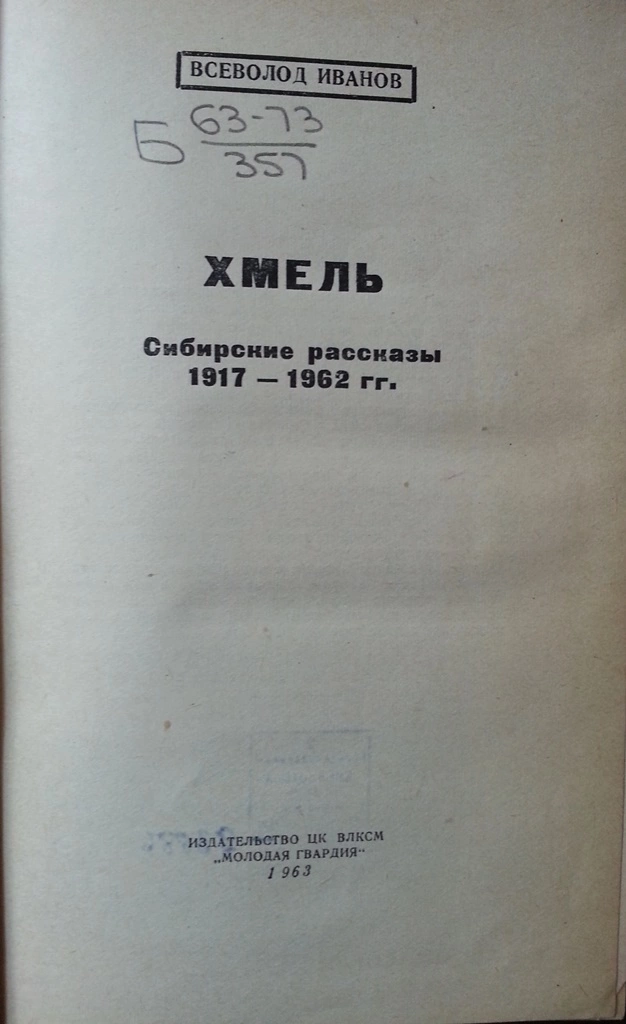 ВСЕВОЛОД ИВАНОВ
Б 63-73
357
ХМЕЛЬ
Сибирские рассказы
1917 — 1962 гг.
ИЗДАТЕЛЬСТВО ЦК ВЛКСМ
„МОЛОДАЯ ГВАРДИЯ“
1963